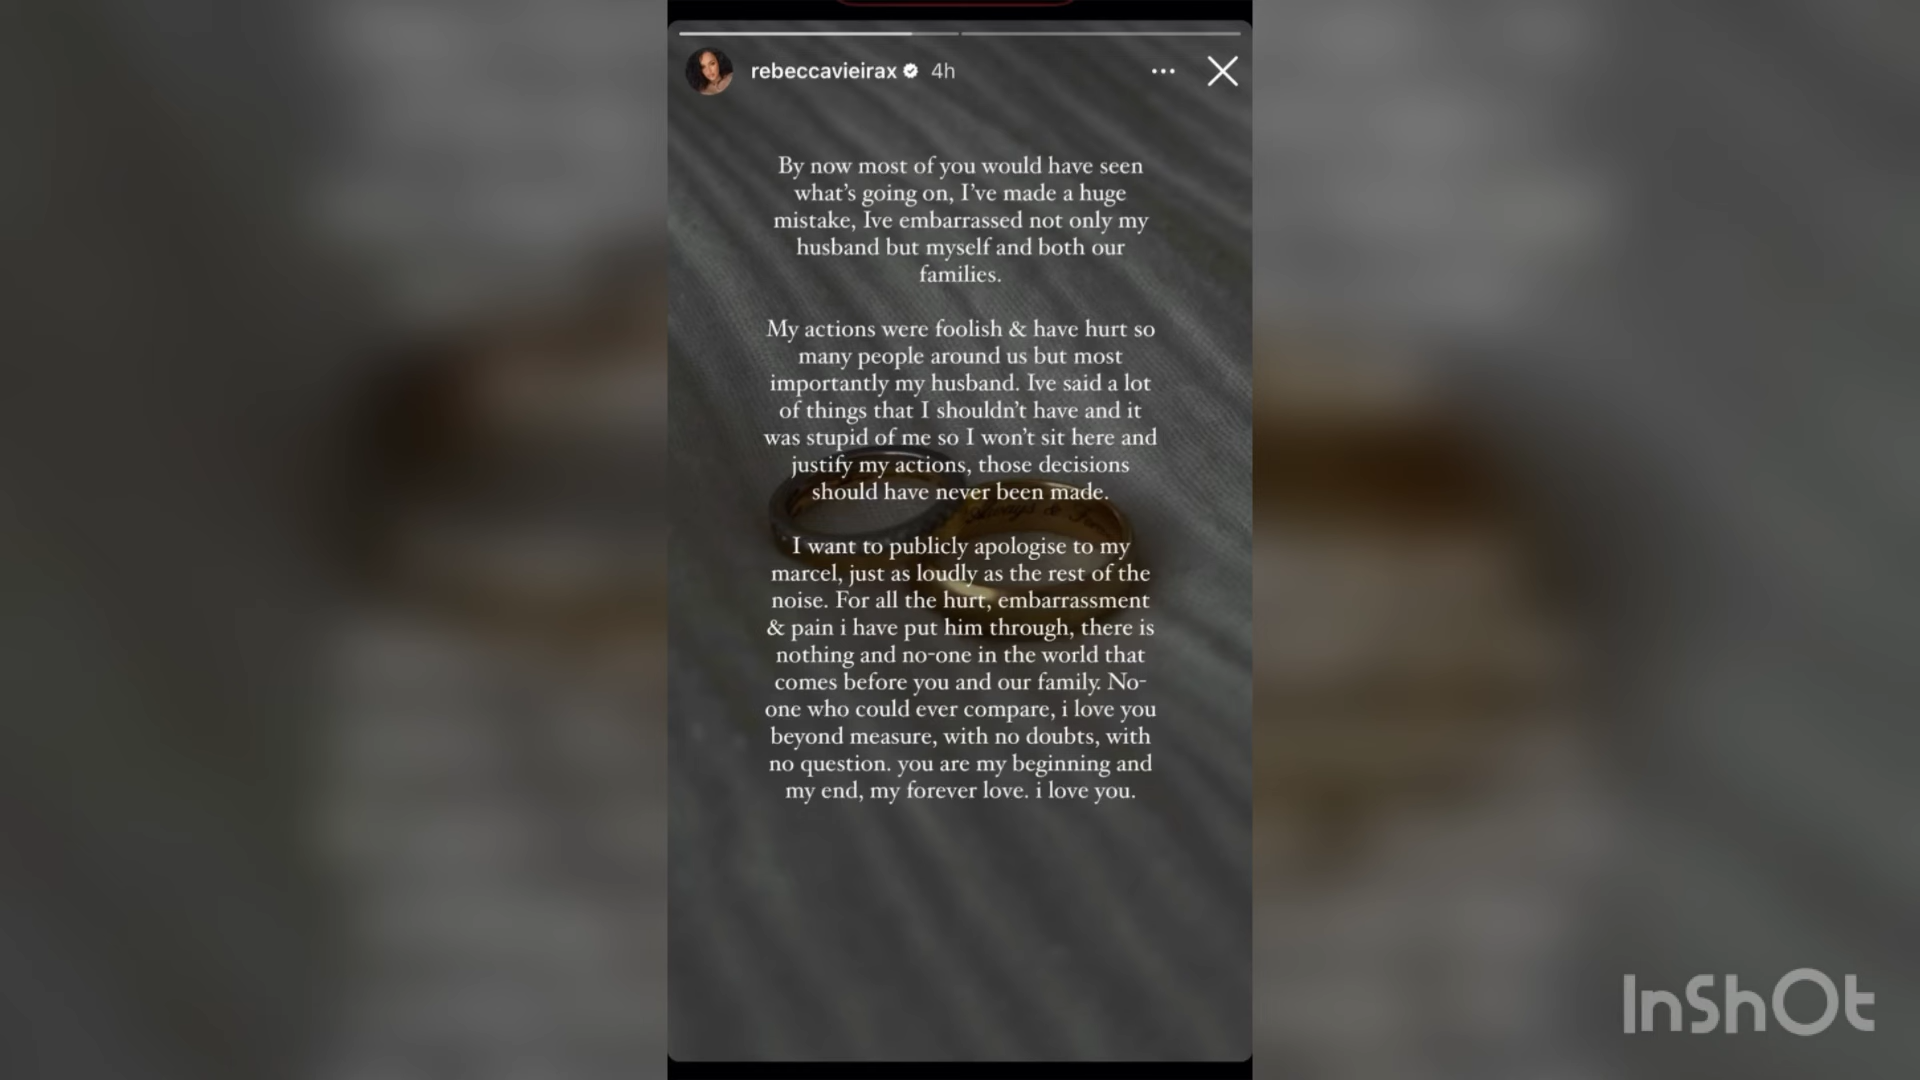 rebeccavieirax 4h
By now most of you would have seen
what's going on, I've made a huge
mistake, Ive embarrassed not only my
husband but myself and both our
families.
My actions were foolish & have hurt so
many people around us but most
importantly my husband. Ive said a lot
of things that I shouldn't have and it
was stupid of me so I won't sit here and
justify my actions, those decisions
should have never been made.
I want to publicly apologise to my
marcel, just as loudly as the rest of the
noise. For all the hurt, embarrassment
& pain i have put him through, there is
nothing and no-one in the world that
comes before you and our family. No-
one who could ever compare, i love you
beyond measure, with no doubts, with
no question. you are my beginning and
my end, my forever love. i love you.
Always &
InShOt